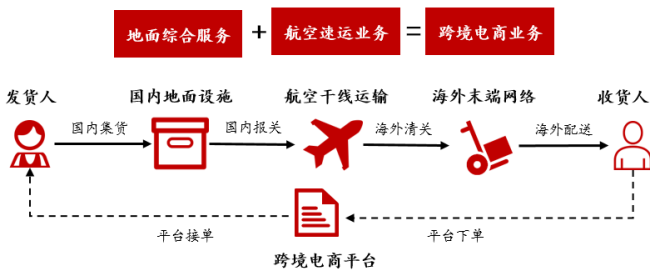 地面综合服务 + 航空速运业务 = 跨境电商业务
发货人 国内地面设施 航空干线运输 海外末端网络 收货人
国内集货 国内报关 海外清关 海外配送
平台接单 平台下单
跨境电商平台